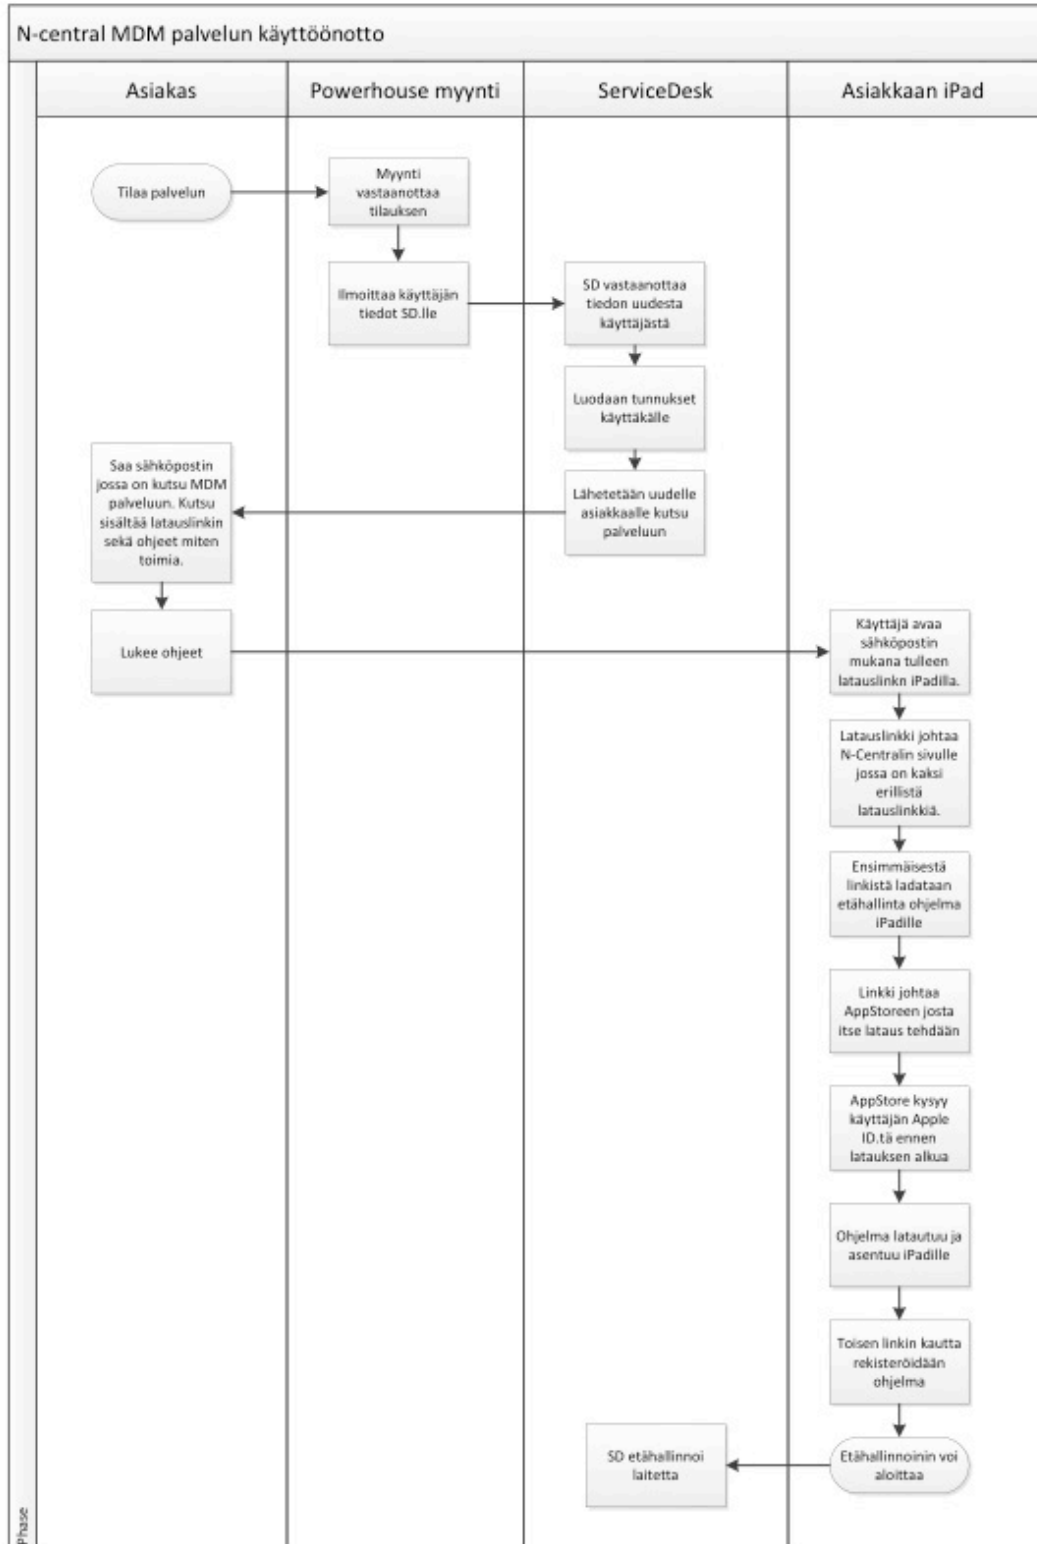 N-central MDM palvelun käyttöönotto
Asiakas
Powerhouse myynti
ServiceDesk
Asiakkaan iPad
Tilaa palvelun
Myynti
vastaanottaa
tilauksen
Ilmoittaa käyttäjän
tiedot SD.lle
SD vastaanottaa
tiedon uudesta
käyttäjästä
Luodaan tunnukset
käyttäkälle
Lähetetään uudelle
asiakkaalle kutsu
palveluun
Saa sähköpostin
jossa on kutsu MDM
palveluun. Kutsu
sisältää latauslinkin
sekä ohjeet miten
toimia.
Lukee ohjeet
Käyttäjä avaa
sähköpostin
mukana tulleen
latauslinkn iPadilla.
Latauslinkki johtaa
N-Centralin sivulle
jossa on kaksi
erillistä
latauslinkkiä.
Ensimmäisestä
linkistä ladataan
etähallinta ohjelma
iPadille
Linkki johtaa
AppStoreen josta
itse lataus tehdään
AppStore kysyy
käyttäjän Apple
ID.tä ennen
latauksen alkua
Ohjelma latautuu ja
asentuu iPadille
Toisen linkin kautta
rekisteröidään
ohjelma
Etähallinnoinin voi
aloittaa
SD etähallinnoi
laitetta
Phase